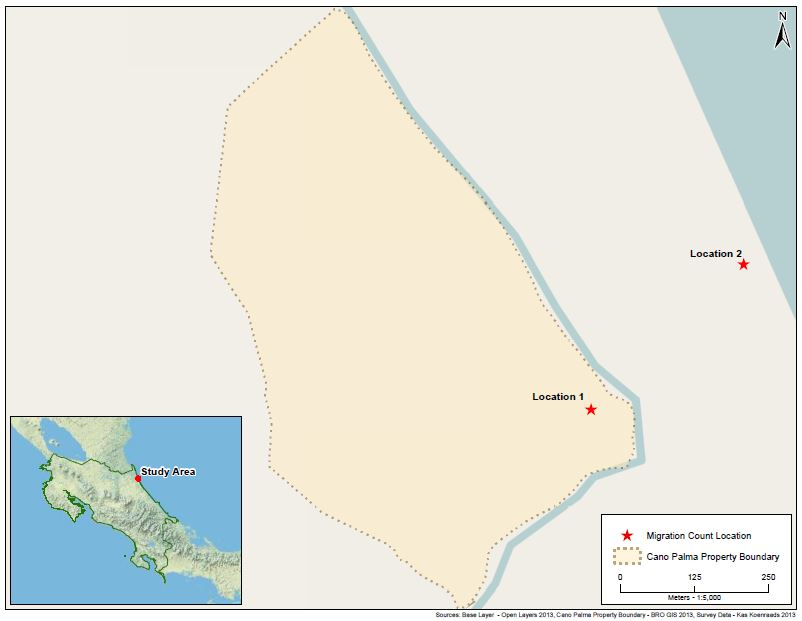 N
Location 2
Location 1
Study Area
Migration Count Location
Cano Palma Property Boundary
0 125 250
Meters - 1:5,000
Sources: Base Layer - Open Layers 2013, Cano Palma Property Boundary - BRO GIS 2013, Survey Data - Kas Koenraads 2013